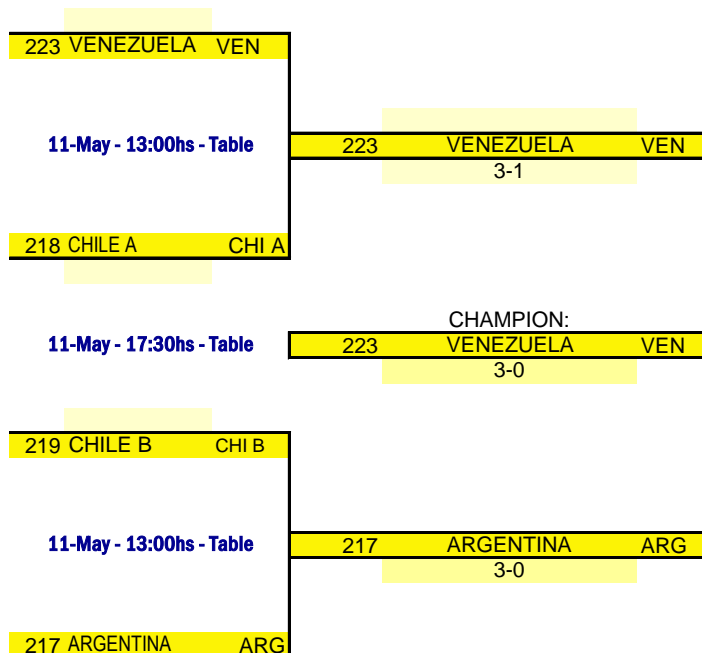 223 VENEZUELA VEN
11-May - 13:00hs - Table
223 VENEZUELA VEN
3-1
218 CHILE A CHI A
CHAMPION:
11-May - 17:30hs - Table
223 VENEZUELA VEN
3-0
219 CHILE B CHI B
11-May - 13:00hs - Table
217 ARGENTINA ARG
3-0
217 ARGENTINA ARG